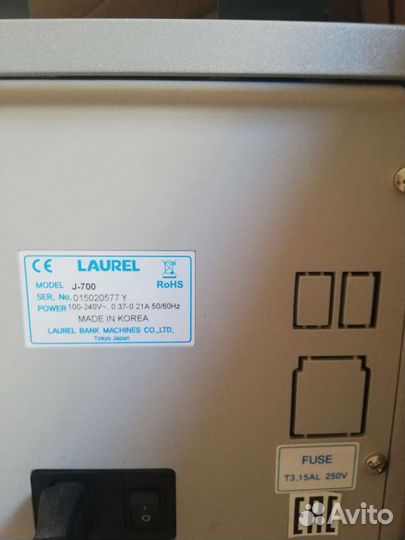 CE LAUREL
RoHS
MODEL J-700
SER. No. 015020577 Y
POWER 100-240V~ 0.37-0.21A 50/60Hz
MADE IN KOREA
LAUREL BANK MACHINES CO.,LTD.
Tokyo Japan
FUSE
T3,15AL 250V
EAC
Avito